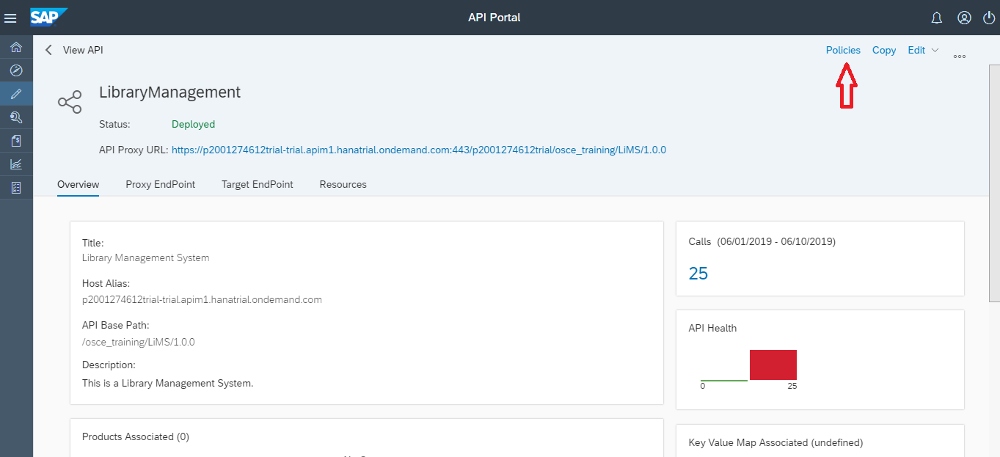 SAP
API Portal
View API
Policies Copy Edit
LibraryManagement
Status: Deployed
API Proxy URL: https://p2001274612trial-trial.apim1.hanatrial.ondemand.com:443/p2001274612trial/osce_training/LiMS/1.0.0
Overview Proxy EndPoint Target EndPoint Resources
Title:
Library Management System
Host Alias:
p2001274612trial-trial.apim1.hanatrial.ondemand.com
API Base Path:
/osce_training/LiMS/1.0.0
Description:
This is a Library Management System.
Calls (06/01/2019 - 06/10/2019)
25
API Health
0 25
Products Associated (0)
Key Value Map Associated (undefined)